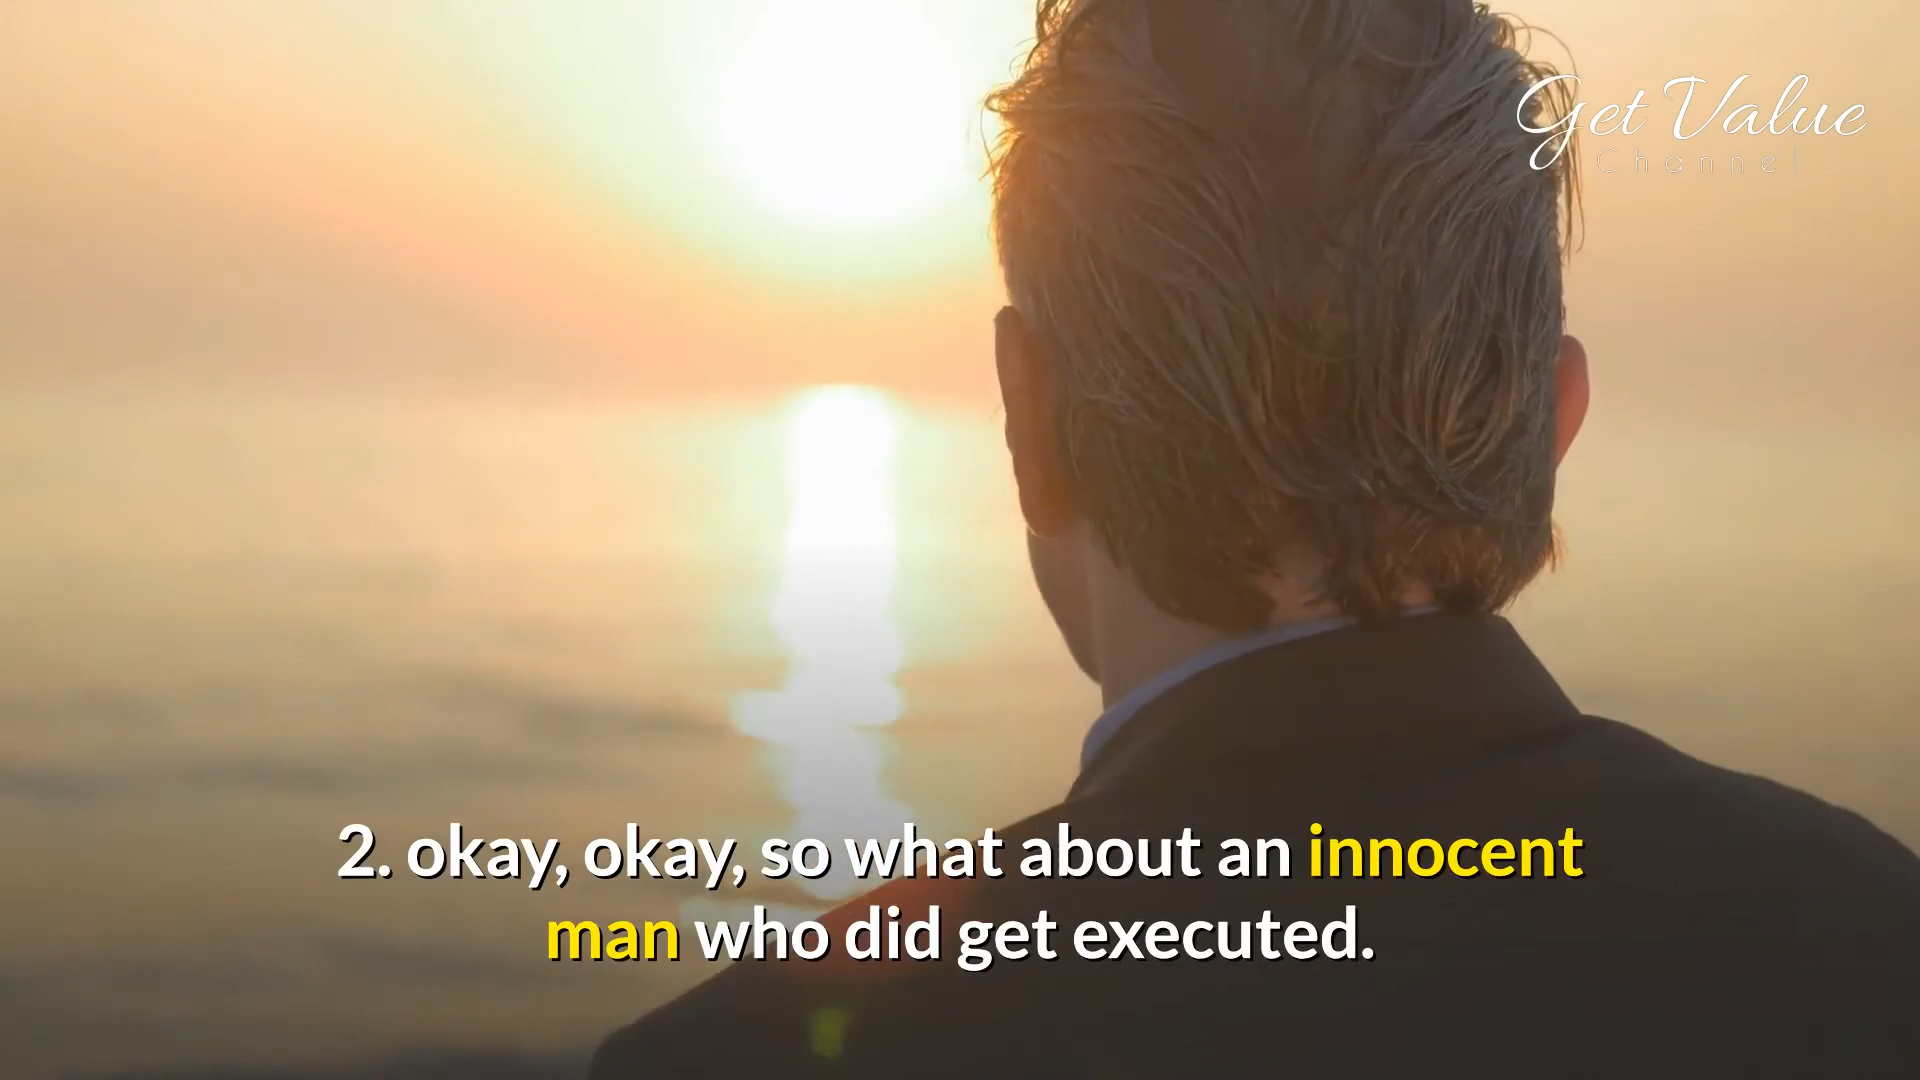 Get Value
Channel
2. okay, okay, so what about an innocent
man who did get executed.